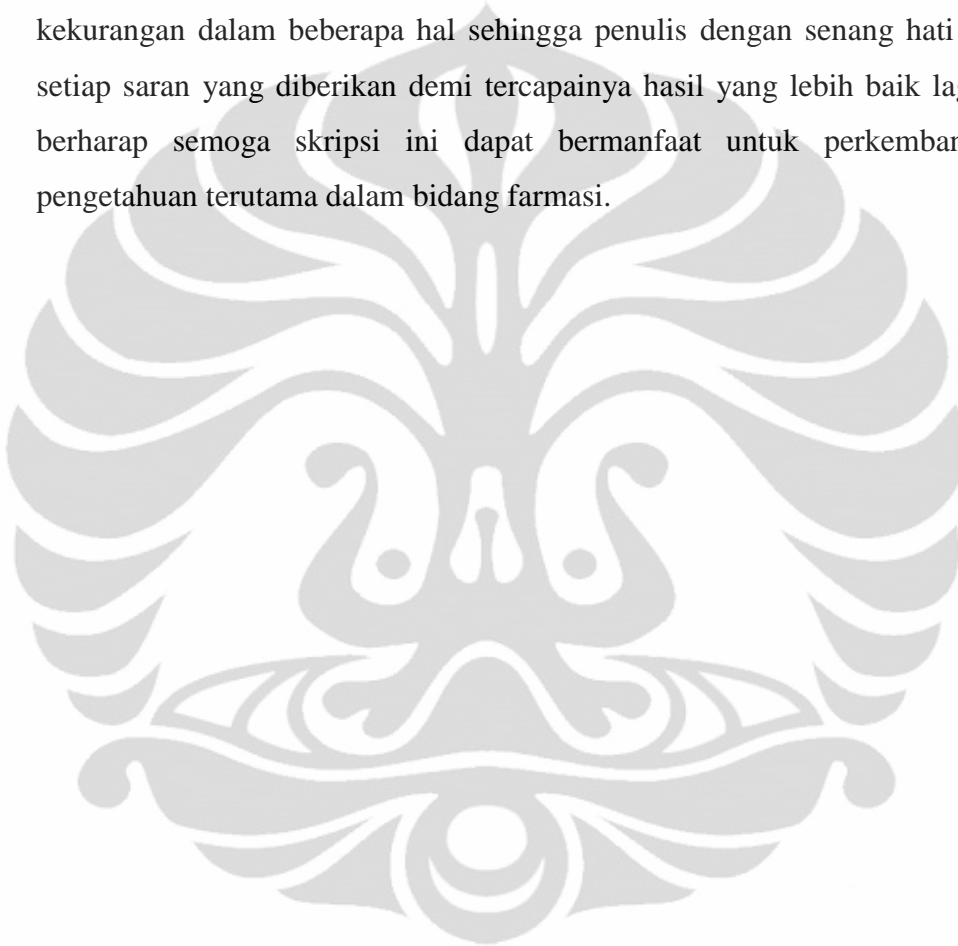 kekurangan dalam beberapa hal sehingga penulis dengan senang hati
setiap saran yang diberikan demi tercapainya hasil yang lebih baik
berharap semoga skripsi ini dapat bermanfaat untuk
pengetahuan terutama dalam bidang farmasi.